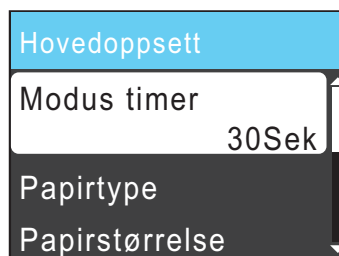 Hovedoppsett
Modus timer
30Sek
Papirtype
Papirstørrelse